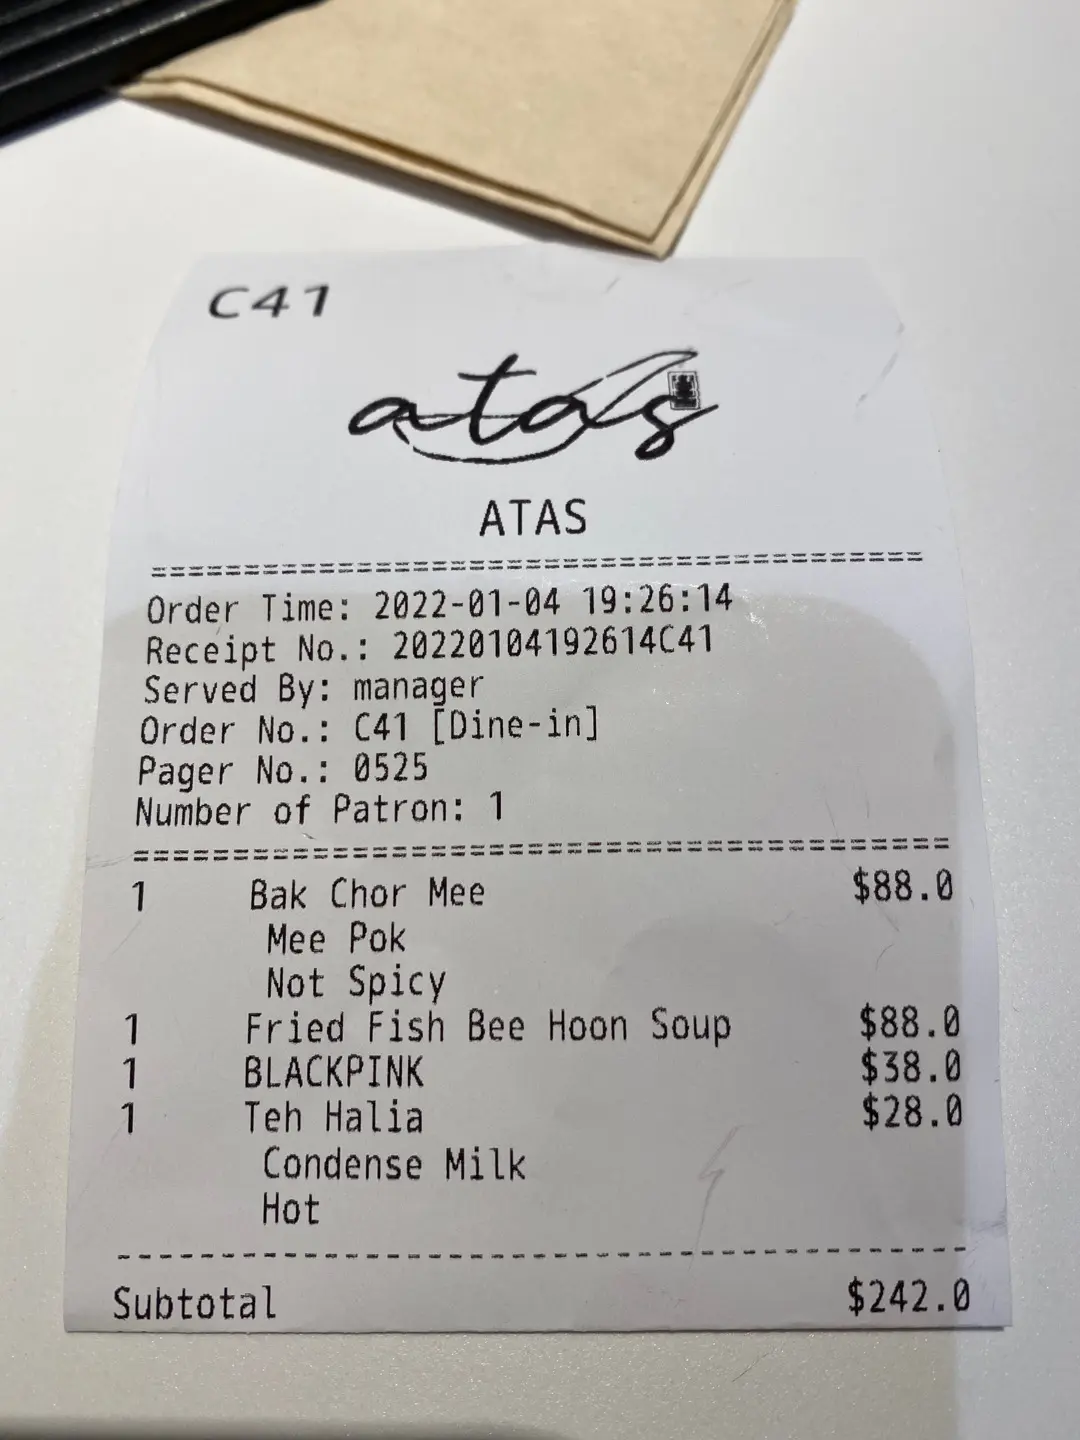 C41
atas
ATAS
==========================================
Order Time: 2022-01-04 19:26:14
Receipt No.: 20220104192614C41
Served By: manager
Order No.: C41 [Dine-in]
Pager No.: 0525
Number of Patron: 1
==========================================
1 Bak Chor Mee $88.0
Mee Pok
Not Spicy
1 Fried Fish Bee Hoon Soup $88.0
1 BLACKPINK $38.0
1 Teh Halia $28.0
Condense Milk
Hot
------------------------------------------
Subtotal $242.0